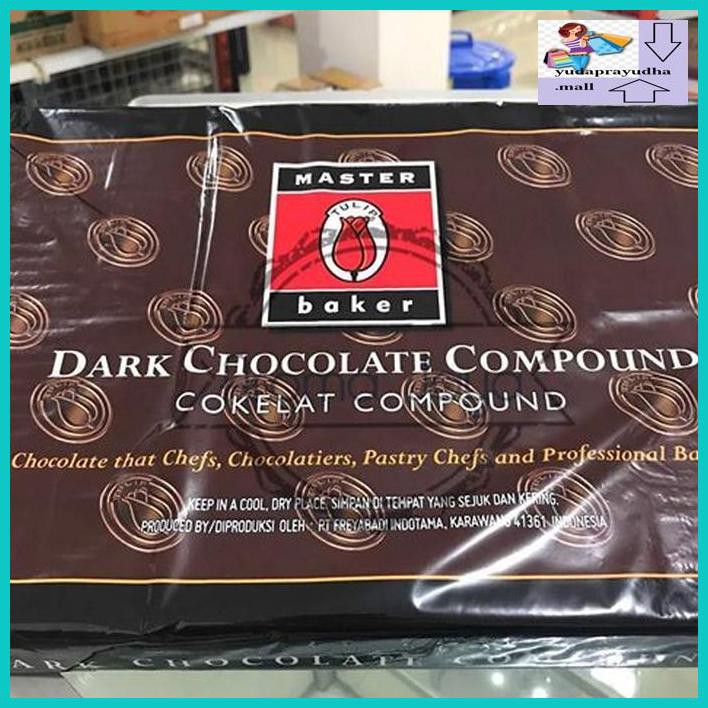 yudaprayudha
.mall
MASTER
TULIP
baker
DARK CHOCOLATE COMPOUND
COKELAT COMPOUND
Chocolate that Chefs, Chocolatiers, Pastry Chefs and Professional Ba
KEEP IN A COOL, DRY PLACE. SIMPAN DI TEMPAT YANG SEJUK DAN KERING.
PRODUCED BY/DIPRODUKSI OLEH : PT FREYABADI INDOTAMA, KARAWANG 41361 INDONESIA
DARK CHOCOLATE COMPOUN